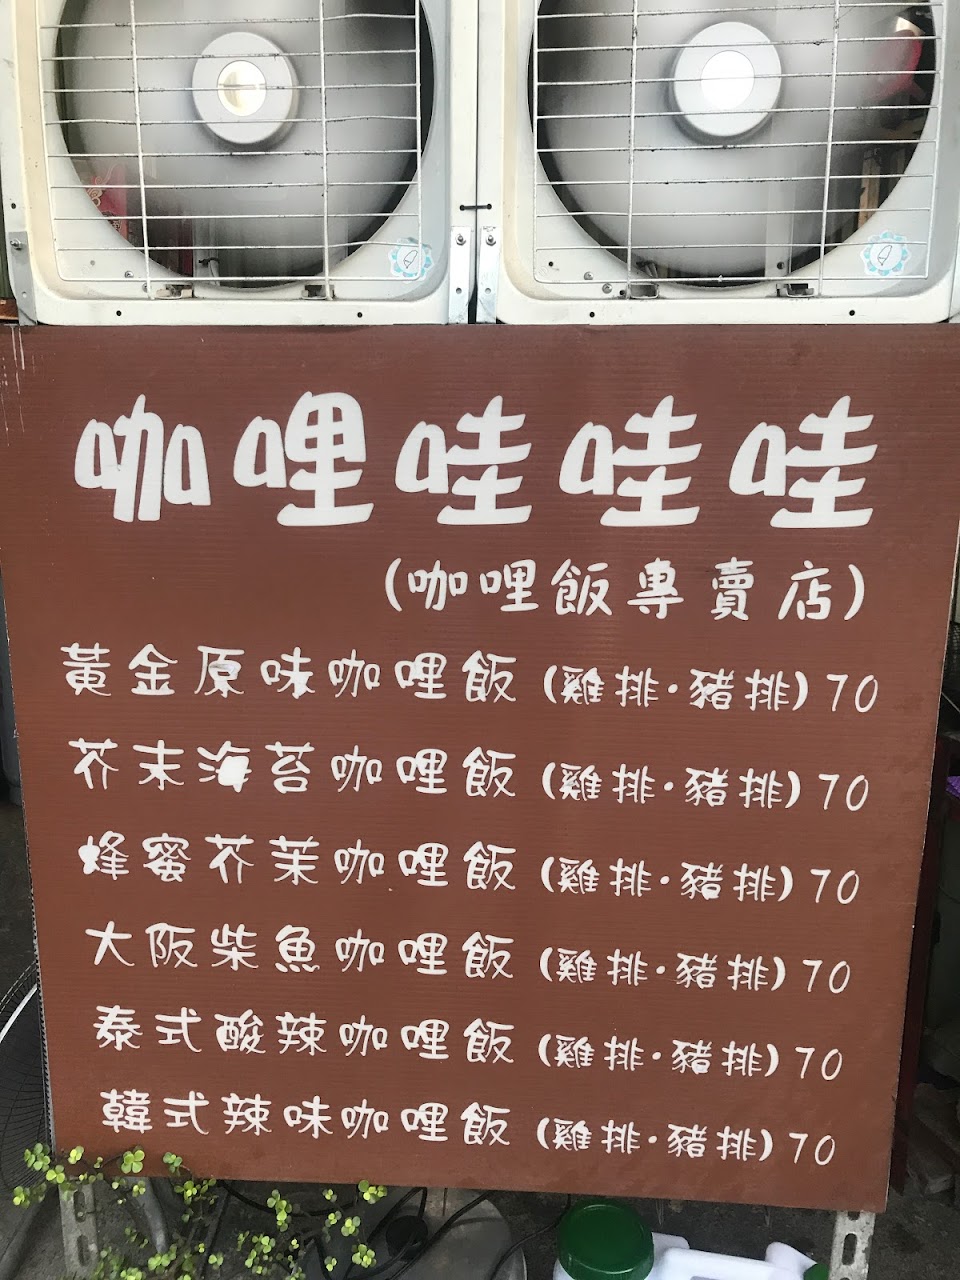 咖哩哇哇哇
(咖哩飯專賣店)
黃金原味咖哩飯(雞排·豬排)70
芥末海苔咖哩飯(雞排·豬排)70
蜂蜜芥茉咖哩飯(雞排·豬排)70
大阪柴魚咖哩飯(雞排·豬排)70
泰式酸辣咖哩飯(雞排·豬排)70
韓式辣味咖哩飯(雞排·豬排)70